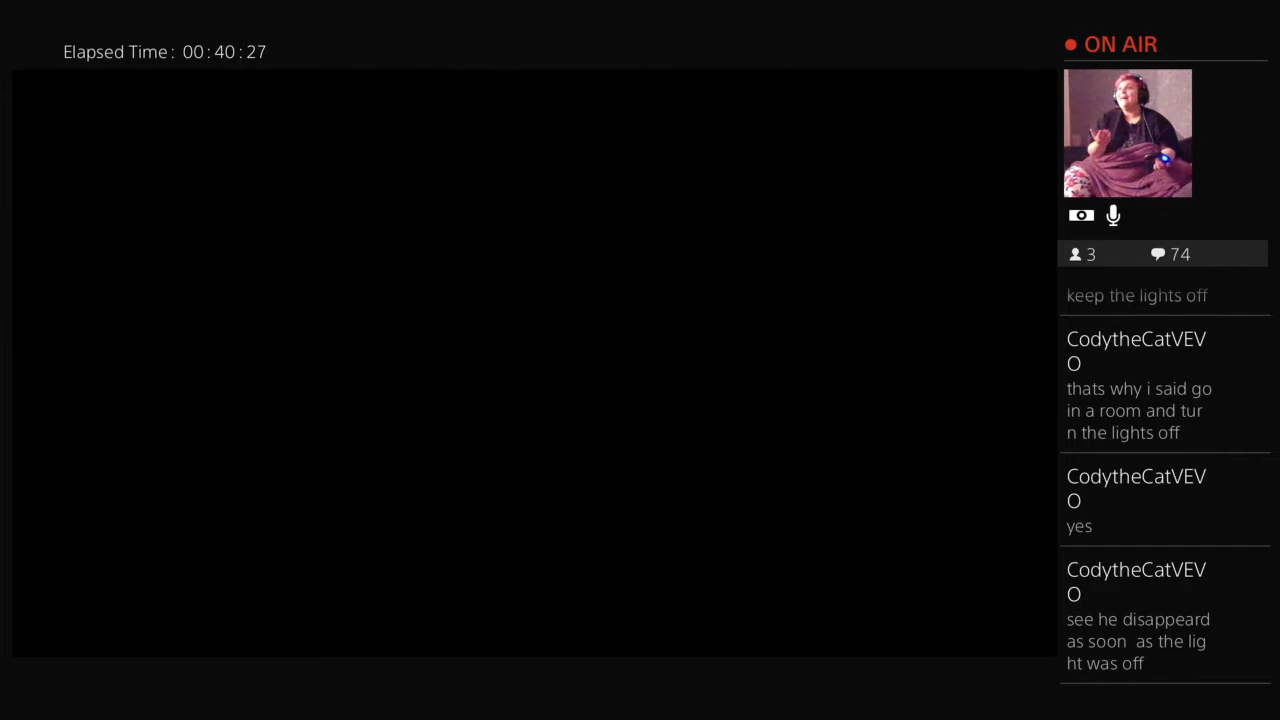 Elapsed Time: 00:40:27
ON AIR
3 74
keep the lights off
CodytheCatVEV
O
thats why i said go
in a room and tur
n the lights off
CodytheCatVEV
O
yes
CodytheCatVEV
O
see he disappeard
as soon  as the lig
ht was off